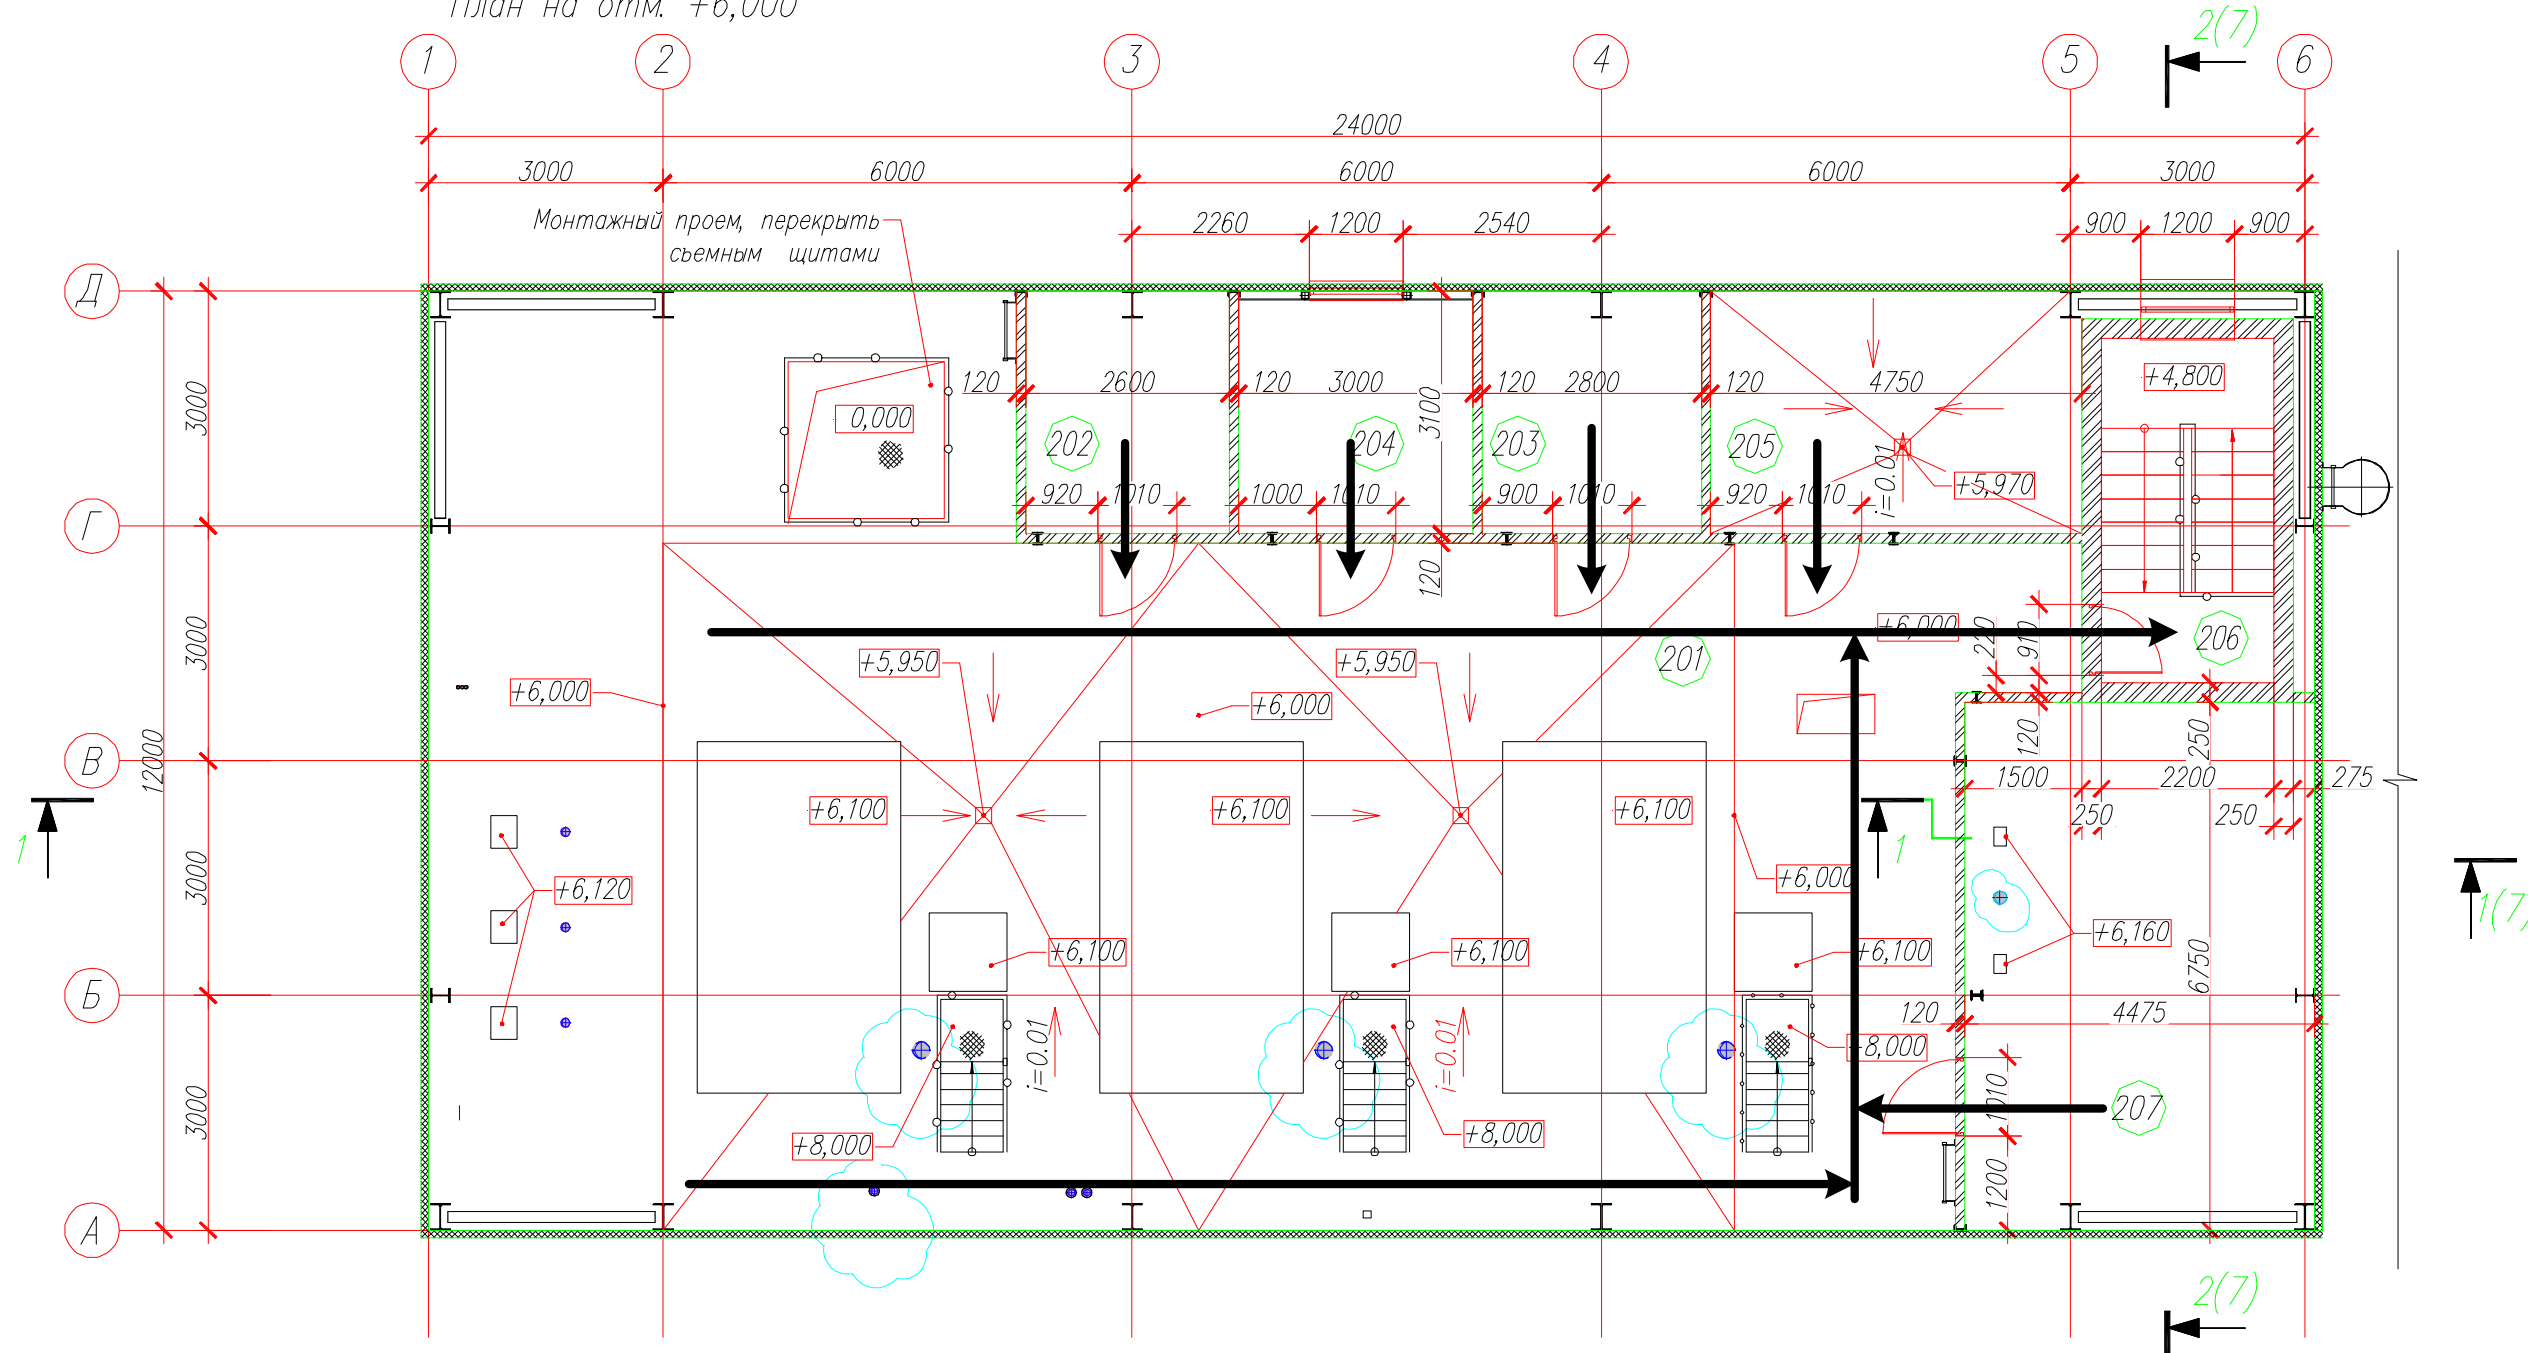 План на отм. +6,000
2(7)
1 2 3 4 5 6
24000
3000 6000 6000 6000 3000
Монтажный проем, перекрыть
съемным щитами
2260 1200 2540 900 1200 900
Д
3000
120 2600 120 3000 120 2800 120 4750
+4,800
0,000
3100
202 204 203 205
i=0.01
+5,970
920 1010 1000 1010 900 1010 920 1010
Г
120
3000
+6,000
220
910
206
+5,950 +5,950
201
+6,000
+6,000
120
250
В
12000
1500 2200 275
250 250
+6,100 +6,100 +6,100
1
1
3000
+6,120
+6,000
+6,160
1(7)
+6,100 +6,100 +6,100
6750
Б
120 4475
i=0.01
i=0.01
+8,000
3000
1010
207
+8,000 +8,000
1200
А
2(7)